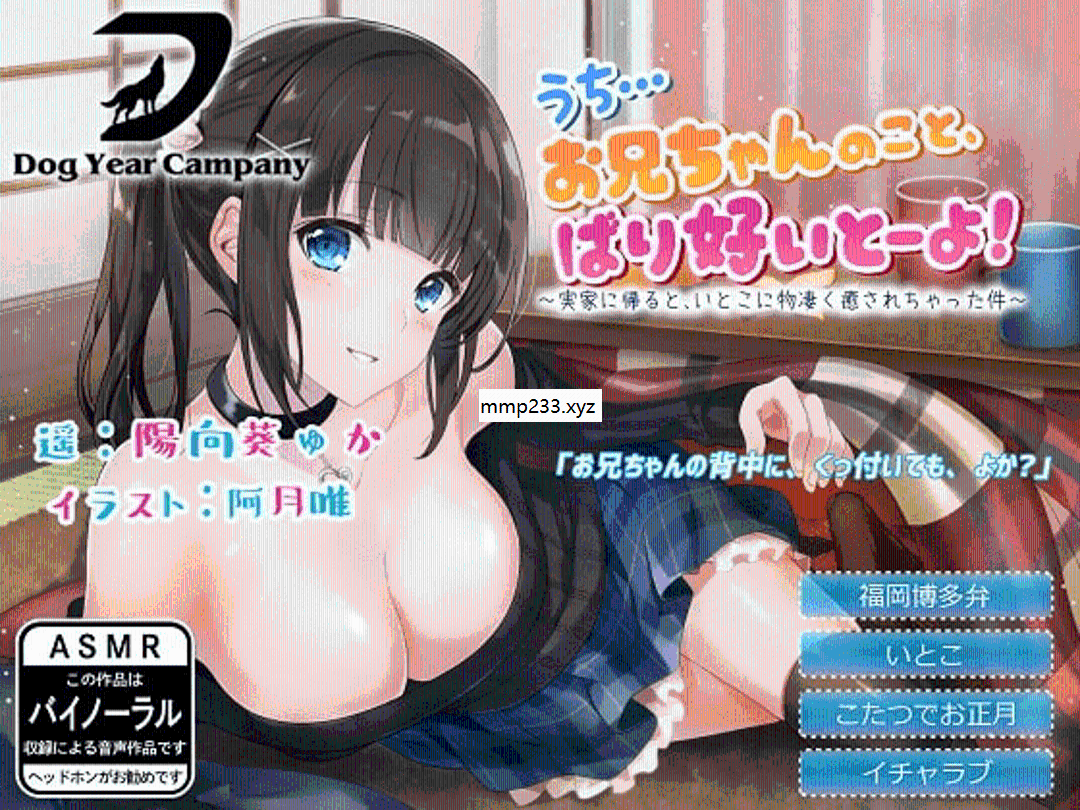 Dog Year Campany
うち…
お兄ちゃんのこと、
ばり好いとーよ!
～実家に帰ると、いとこに物凄く癒されちゃった件～
mmp233.xyz
遥：陽向葵ゅか
イラスト：阿月唯
「お兄ちゃんの背中に、くっ付いても、よか？」
福岡博多弁
いとこ
こたつでお正月
イチャラブ
ASMR
この作品は
バイノーラル
収録による音声作品です
ヘッドホンがお勧めです